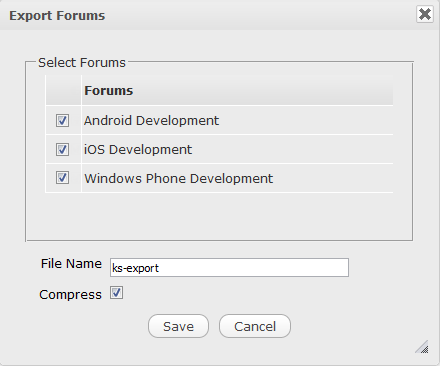 Export Forums
Select Forums
Forums
Android Development
iOS Development
Windows Phone Development
File Name ks-export
Compress
Save Cancel